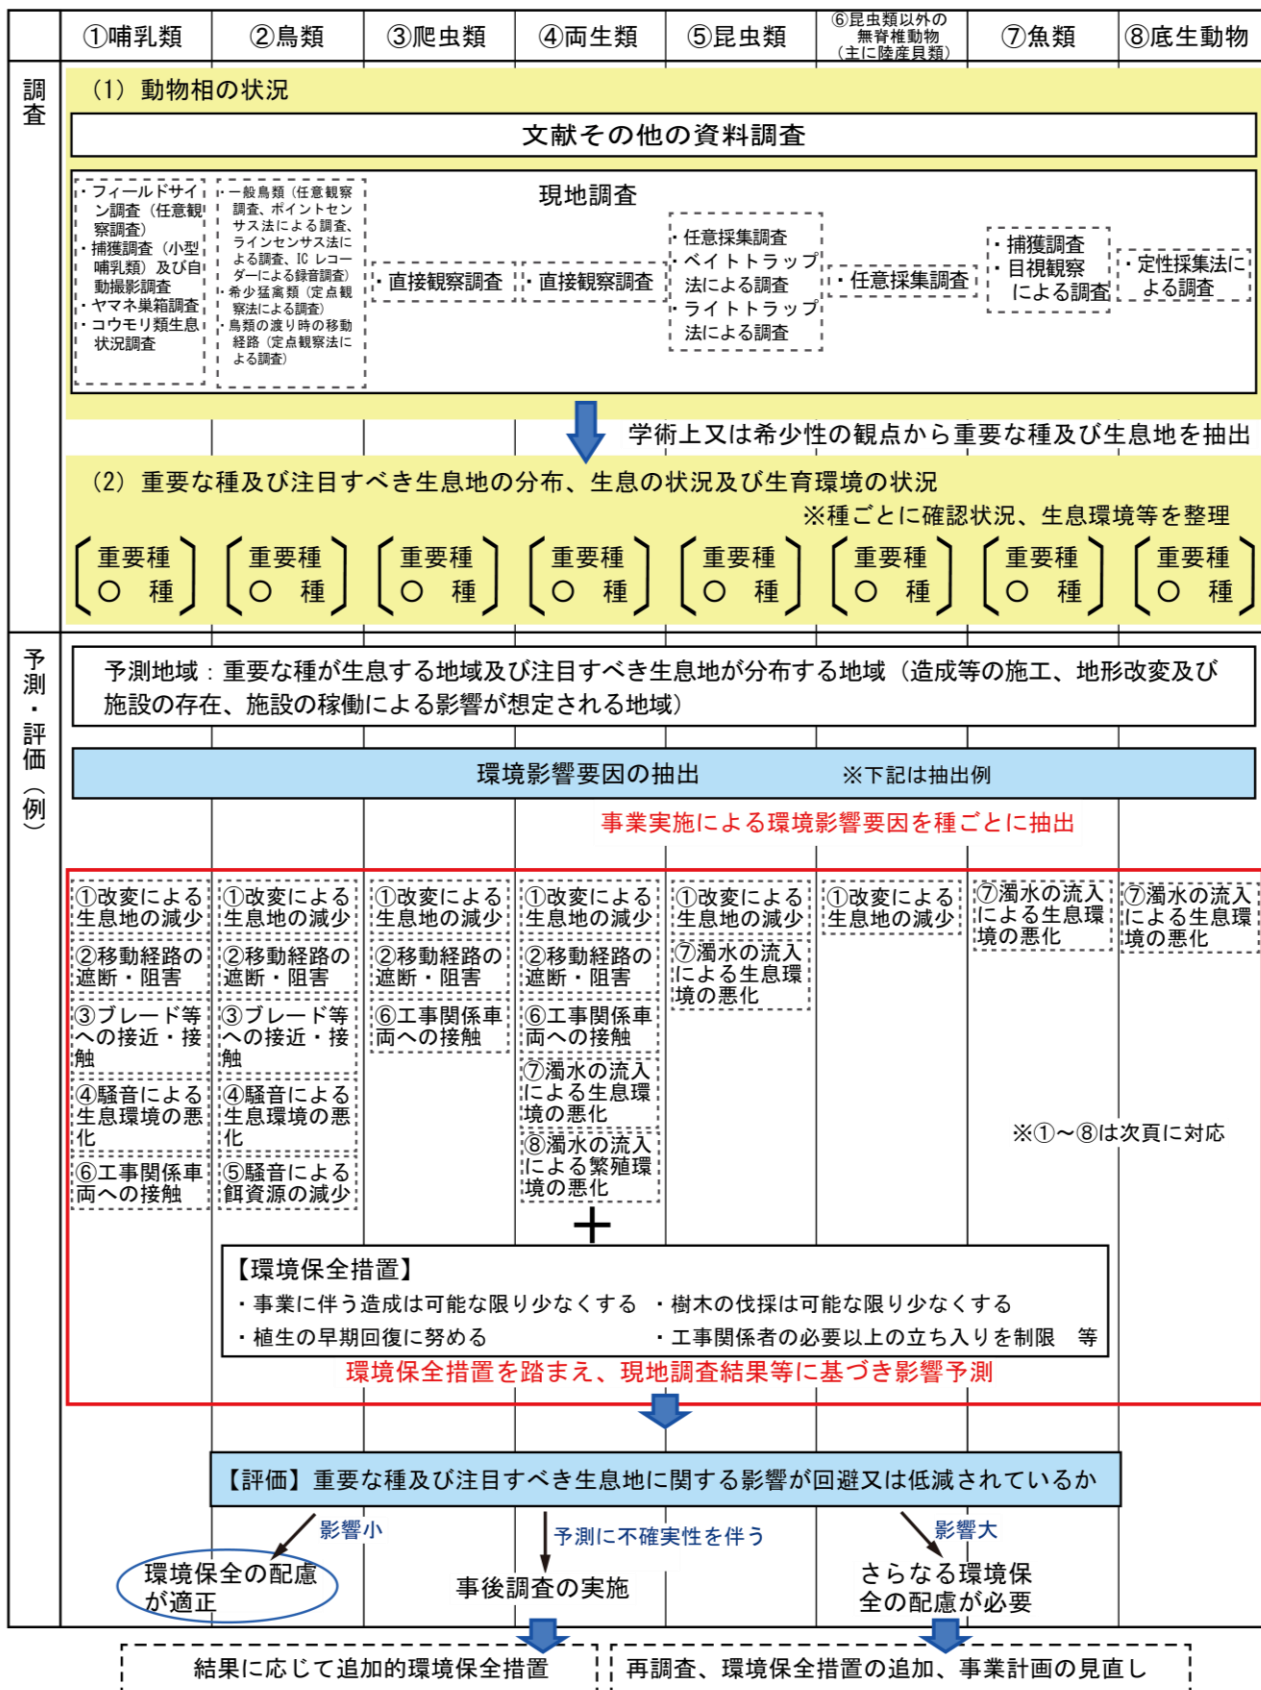 ①哺乳類
②鳥類
③爬虫類
④両生類
⑤昆虫類
⑥昆虫類以外の
無脊椎動物
(主に陸産貝類)
⑦魚類
⑧底生動物
調査
(1) 動物相の状況
文献その他の資料調査
現地調査
・フィールドサイ
ン調査(任意観
察調査)
・捕獲調査(小型
哺乳類)及び自
動撮影調査
・ヤマネ巣箱調査
・コウモリ類生息
状況調査
・一般鳥類(任意観察
調査、ポイントセン
サス法による調査、
ラインセンサス法に
よる調査、IC レコー
ダーによる録音調査)
・希少猛禽類(定点観
察法による調査)
・鳥類の渡り時の移動
経路(定点観察法に
よる調査)
・直接観察調査
・直接観察調査
・任意採集調査
・ベイトトラップ
法による調査
・ライトトラップ
法による調査
・任意採集調査
・捕獲調査
・目視観察
による調査
・定性採集法に
よる調査
学術上又は希少性の観点から重要な種及び生息地を抽出
(2) 重要な種及び注目すべき生息地の分布、生息の状況及び生育環境の状況
※種ごとに確認状況、生息環境等を整理
重要種
〇 種
重要種
〇 種
重要種
〇 種
重要種
〇 種
重要種
〇 種
重要種
〇 種
重要種
〇 種
重要種
〇 種
予測・評価(例)
予測地域:重要な種が生息する地域及び注目すべき生息地が分布する地域(造成等の施工、地形改変及び
施設の存在、施設の稼働による影響が想定される地域)
環境影響要因の抽出 ※下記は抽出例
事業実施による環境影響要因を種ごとに抽出
①改変による
生息地の減少
②移動経路の
遮断・阻害
③ブレード等
への接近・接
触
④騒音による
生息環境の悪
化
⑥工事関係車
両への接触
①改変による
生息地の減少
②移動経路の
遮断・阻害
③ブレード等
への接近・接
触
④騒音による
生息環境の悪
化
⑤騒音による
餌資源の減少
①改変による
生息地の減少
②移動経路の
遮断・阻害
⑥工事関係車
両への接触
①改変による
生息地の減少
②移動経路の
遮断・阻害
⑥工事関係車
両への接触
⑦濁水の流入
による生息環
境の悪化
⑧濁水の流入
による繁殖環
境の悪化
①改変による
生息地の減少
⑦濁水の流入
による生息環
境の悪化
①改変による
生息地の減少
⑦濁水の流入
による生息環
境の悪化
⑦濁水の流入
による生息環
境の悪化
※①～⑧は次頁に対応
+
【環境保全措置】
・事業に伴う造成は可能な限り少なくする ・樹木の伐採は可能な限り少なくする
・植生の早期回復に努める ・工事関係者の必要以上の立ち入りを制限 等
環境保全措置を踏まえ、現地調査結果等に基づき影響予測
【評価】重要な種及び注目すべき生息地に関する影響が回避又は低減されているか
影響小
予測に不確実性を伴う
影響大
環境保全の配慮
が適正
事後調査の実施
さらなる環境保
全の配慮が必要
結果に応じて追加的環境保全措置
再調査、環境保全措置の追加、事業計画の見直し